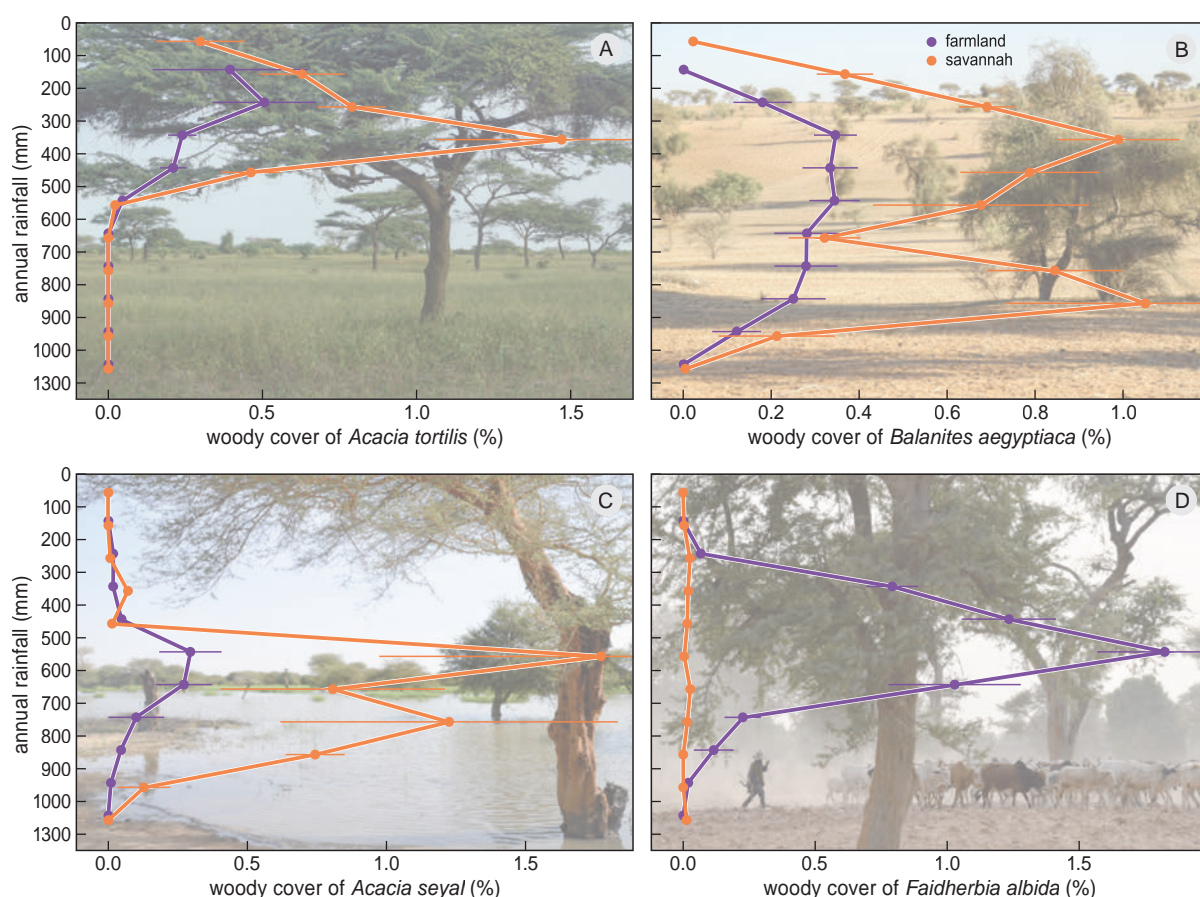 0
100
200
300
400
500
600
700
800
900
1000
1300
annual rainfall (mm)
A
0.0 0.5 1.0 1.5
woody cover of Acacia tortilis (%)
B
farmland
savannah
0.0 0.2 0.4 0.6 0.8 1.0
woody cover of Balanites aegyptiaca (%)
0
100
200
300
400
500
600
700
800
900
1000
1300
annual rainfall (mm)
C
0.0 0.5 1.0 1.5
woody cover of Acacia seyal (%)
D
0.0 0.5 1.0 1.5
woody cover of Faidherbia albida (%)